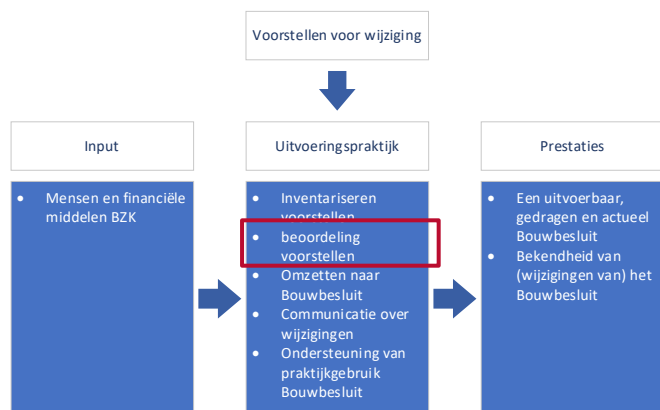 Voorstellen voor wijziging
Input
Uitvoeringspraktijk
Prestaties
• Mensen en financiële
middelen BZK
• Inventariseren
voorstellen
• beoordeling
voorstellen
• Omzetten naar
Bouwbesluit
• Communicatie over
wijzigingen
• Ondersteuning van
praktijkgebruik
Bouwbesluit
• Een uitvoerbaar,
gedragen en actueel
Bouwbesluit
• Bekendheid van
(wijzigingen van) het
Bouwbesluit